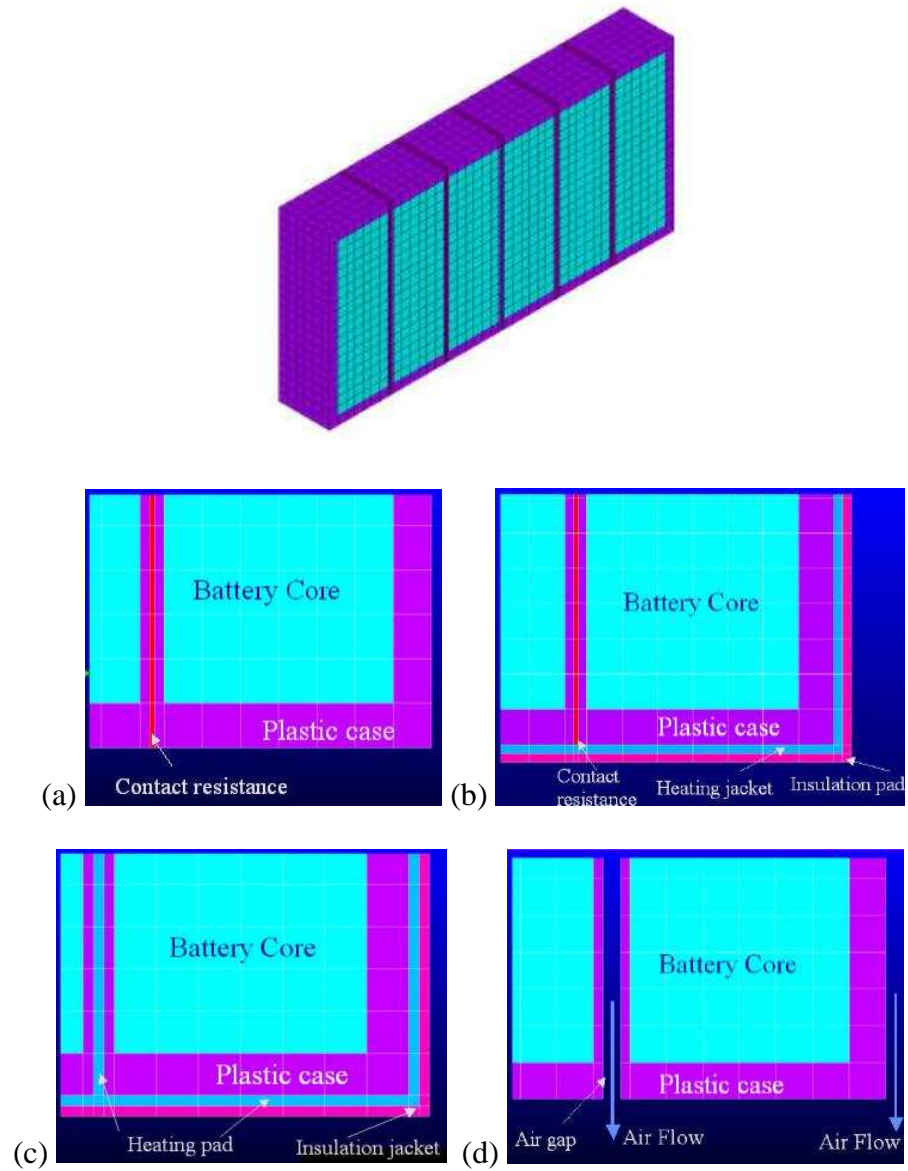 Battery Core
Plastic case
Contact resistance
(a)
Battery Core
Plastic case
Contact
resistance
Heating jacket
Insulation pad
(b)
Battery Core
Plastic case
Heating pad
Insulation jacket
(c)
Battery Core
Plastic case
Air gap
Air Flow
Air Flow
(d)